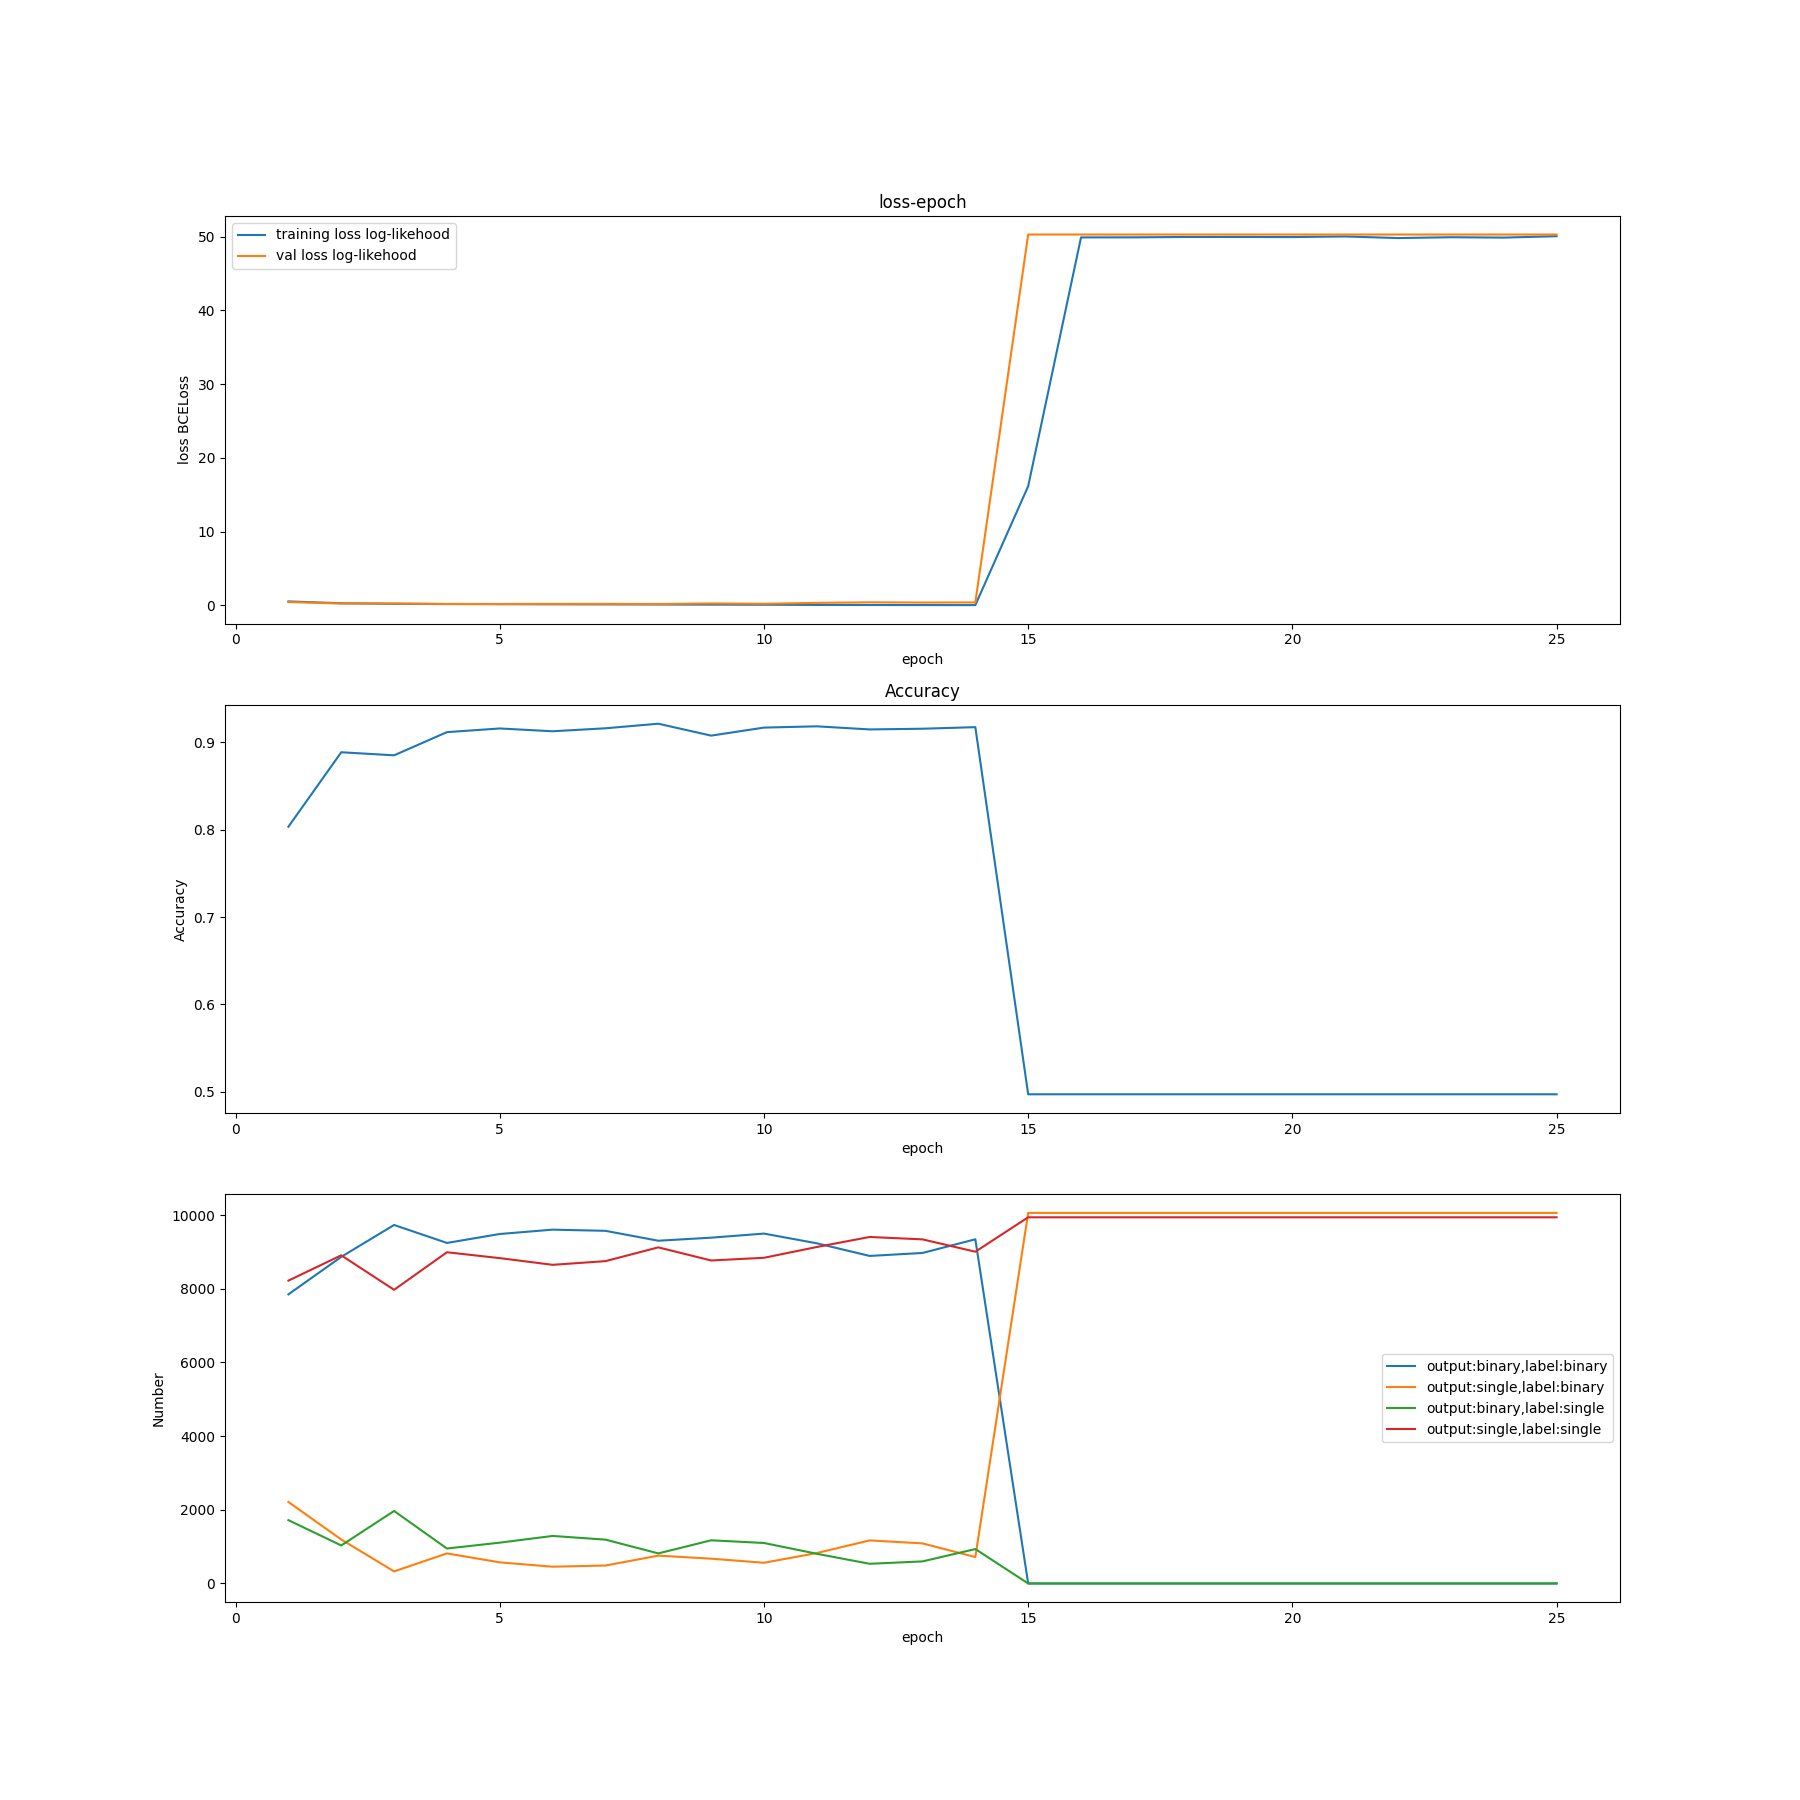 loss-epoch
training loss log-likehood
val loss log-likehood
loss BCELoss
50
40
30
20
10
0
0 5 10 15 20 25
epoch
Accuracy
Accuracy
0.9
0.8
0.7
0.6
0.5
0 5 10 15 20 25
epoch
Number
10000
8000
6000
4000
2000
0
output:binary,label:binary
output:single,label:binary
output:binary,label:single
output:single,label:single
0 5 10 15 20 25
epoch